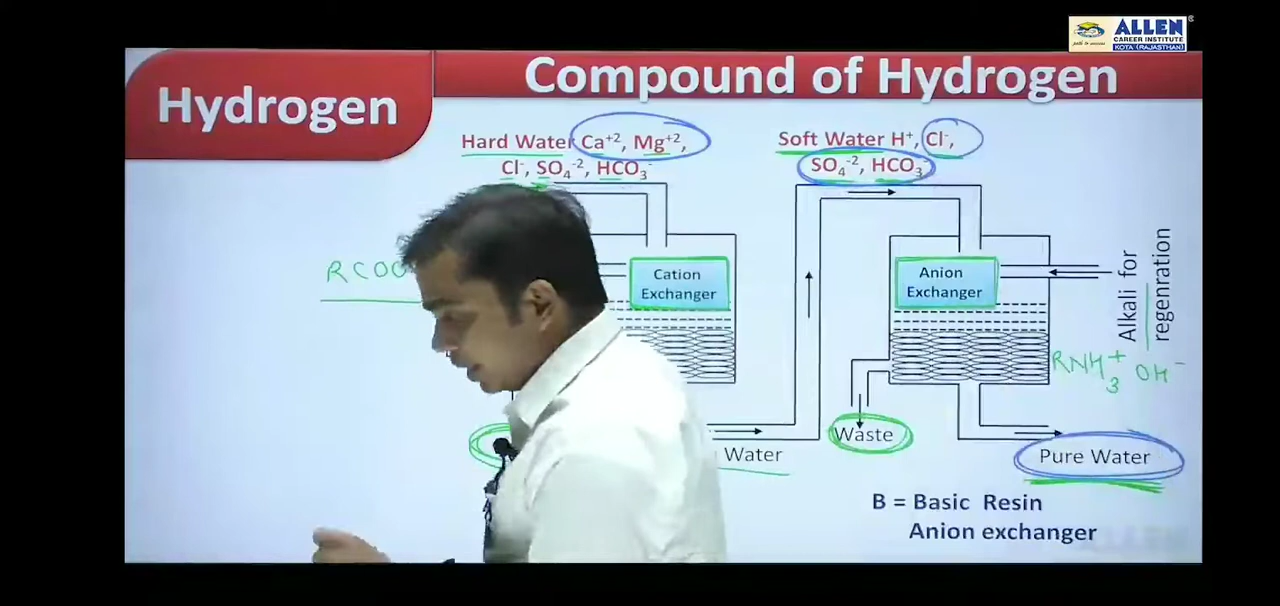 ALLEN
CAREER INSTITUTE
KOTA (RAJASTHAN)
Hydrogen
Compound of Hydrogen
Hard Water Ca⁺², Mg⁺²,
Cl⁻, SO₄⁻², HCO₃⁻
Soft Water H⁺, Cl⁻,
SO₄⁻², HCO₃⁻
RCOO
Cation
Exchanger
Anion
Exchanger
Alkali for
regenration
RNH₃⁺ OH⁻
Waste
Water
Pure Water
B = Basic Resin
Anion exchanger